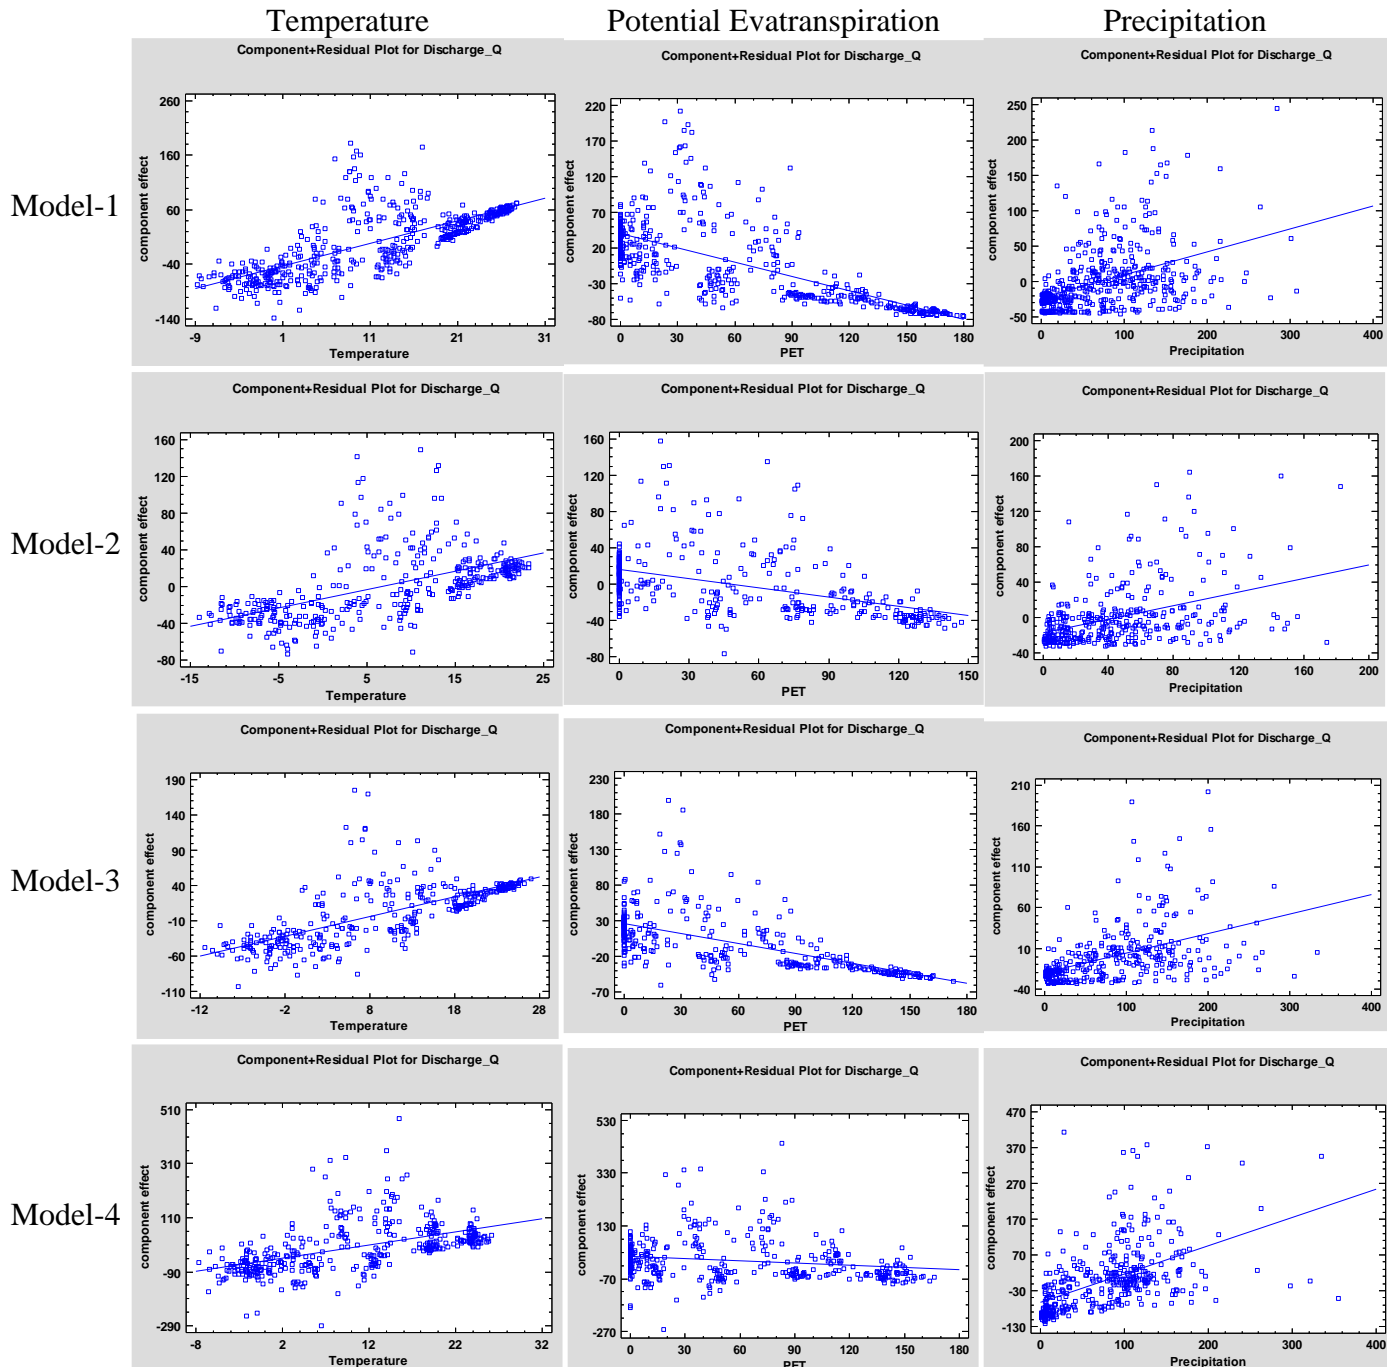 Temperature Potential Evatranspiration Precipitation
Model-1
Component+Residual Plot for Discharge_Q
component effect
260
160
60
-40
-140
-9 1 11 21 31
Temperature
Component+Residual Plot for Discharge_Q
component effect
220
170
120
70
20
-30
-80
0 30 60 90 120 150 180
PET
Component+Residual Plot for Discharge_Q
component effect
250
200
150
100
50
0
-50
0 100 200 300 400
Precipitation
Model-2
Component+Residual Plot for Discharge_Q
component effect
160
120
80
40
0
-40
-80
-15 -5 5 15 25
Temperature
Component+Residual Plot for Discharge_Q
component effect
160
120
80
40
0
-40
-80
0 30 60 90 120 150
PET
Component+Residual Plot for Discharge_Q
component effect
200
160
120
80
40
0
-40
0 40 80 120 160 200
Precipitation
Model-3
Component+Residual Plot for Discharge_Q
component effect
190
140
90
40
-10
-60
-110
-12 -2 8 18 28
Temperature
Component+Residual Plot for Discharge_Q
component effect
230
180
130
80
30
-20
-70
0 30 60 90 120 150 180
PET
Component+Residual Plot for Discharge_Q
component effect
210
160
110
60
10
-40
0 100 200 300 400
Precipitation
Model-4
Component+Residual Plot for Discharge_Q
component effect
510
310
110
-90
-290
-8 2 12 22 32
Temperature
Component+Residual Plot for Discharge_Q
component effect
530
330
130
-70
-270
0 30 60 90 120 150 180
PET
Component+Residual Plot for Discharge_Q
component effect
470
370
270
170
70
-30
-130
0 100 200 300 400
Precipitation